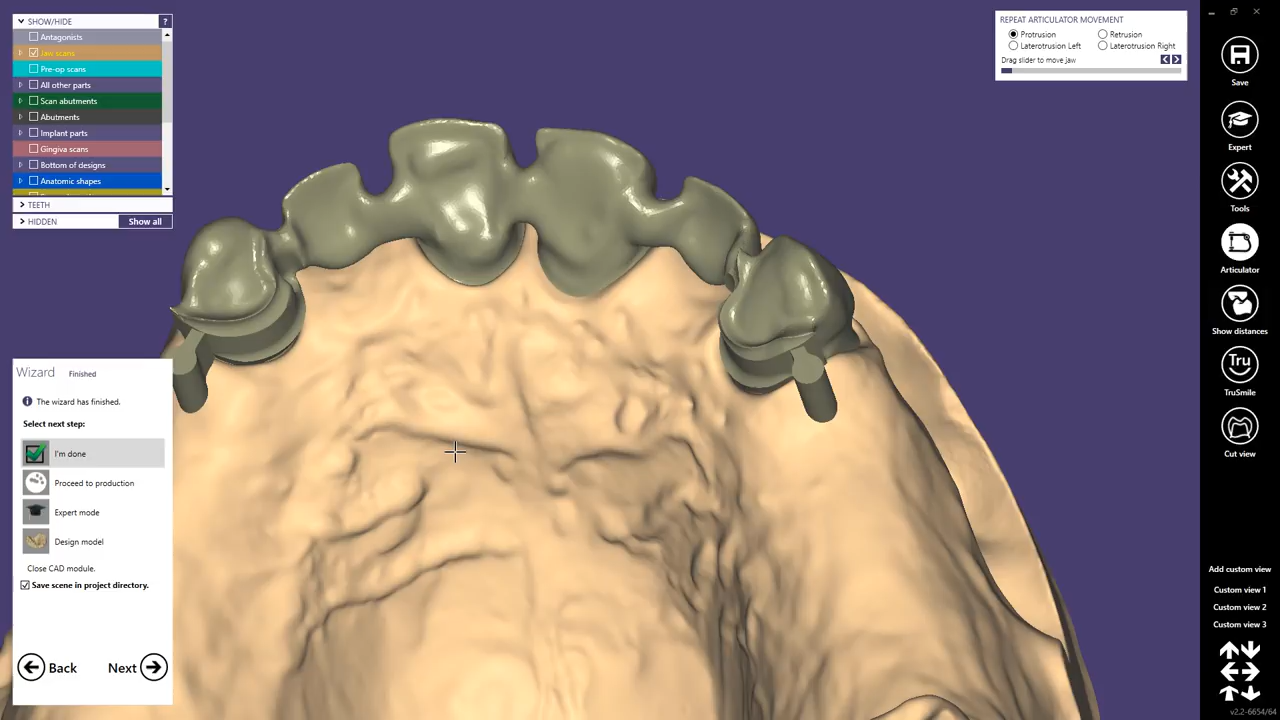 SHOW/HIDE ?
Antagonists
Jaw scans
Pre-op scans
All other parts
Scan abutments
Abutments
Implant parts
Gingiva scans
Bottom of designs
Anatomic shapes
TEETH
HIDDEN Show all
REPEAT ARTICULATOR MOVEMENT
Protrusion Retrusion
Laterotrusion Left Laterotrusion Right
Drag slider to move jaw
Save
Expert
Tools
Articulator
Show distances
Tru
TruSmile
Cut view
Wizard Finished
The wizard has finished.
Select next step:
I'm done
Proceed to production
Expert mode
Design model
Close CAD module.
Save scene in project directory.
Back Next
Add custom view
Custom view 1
Custom view 2
Custom view 3
v2.2-6654/64